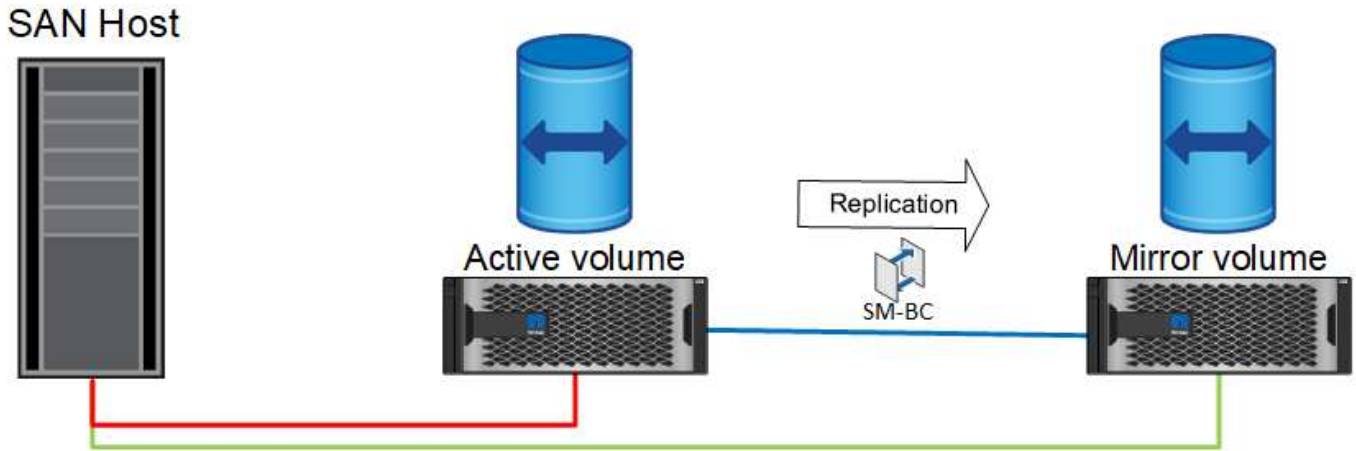 SAN Host
Replication
Active volume
Mirror volume
SM-BC